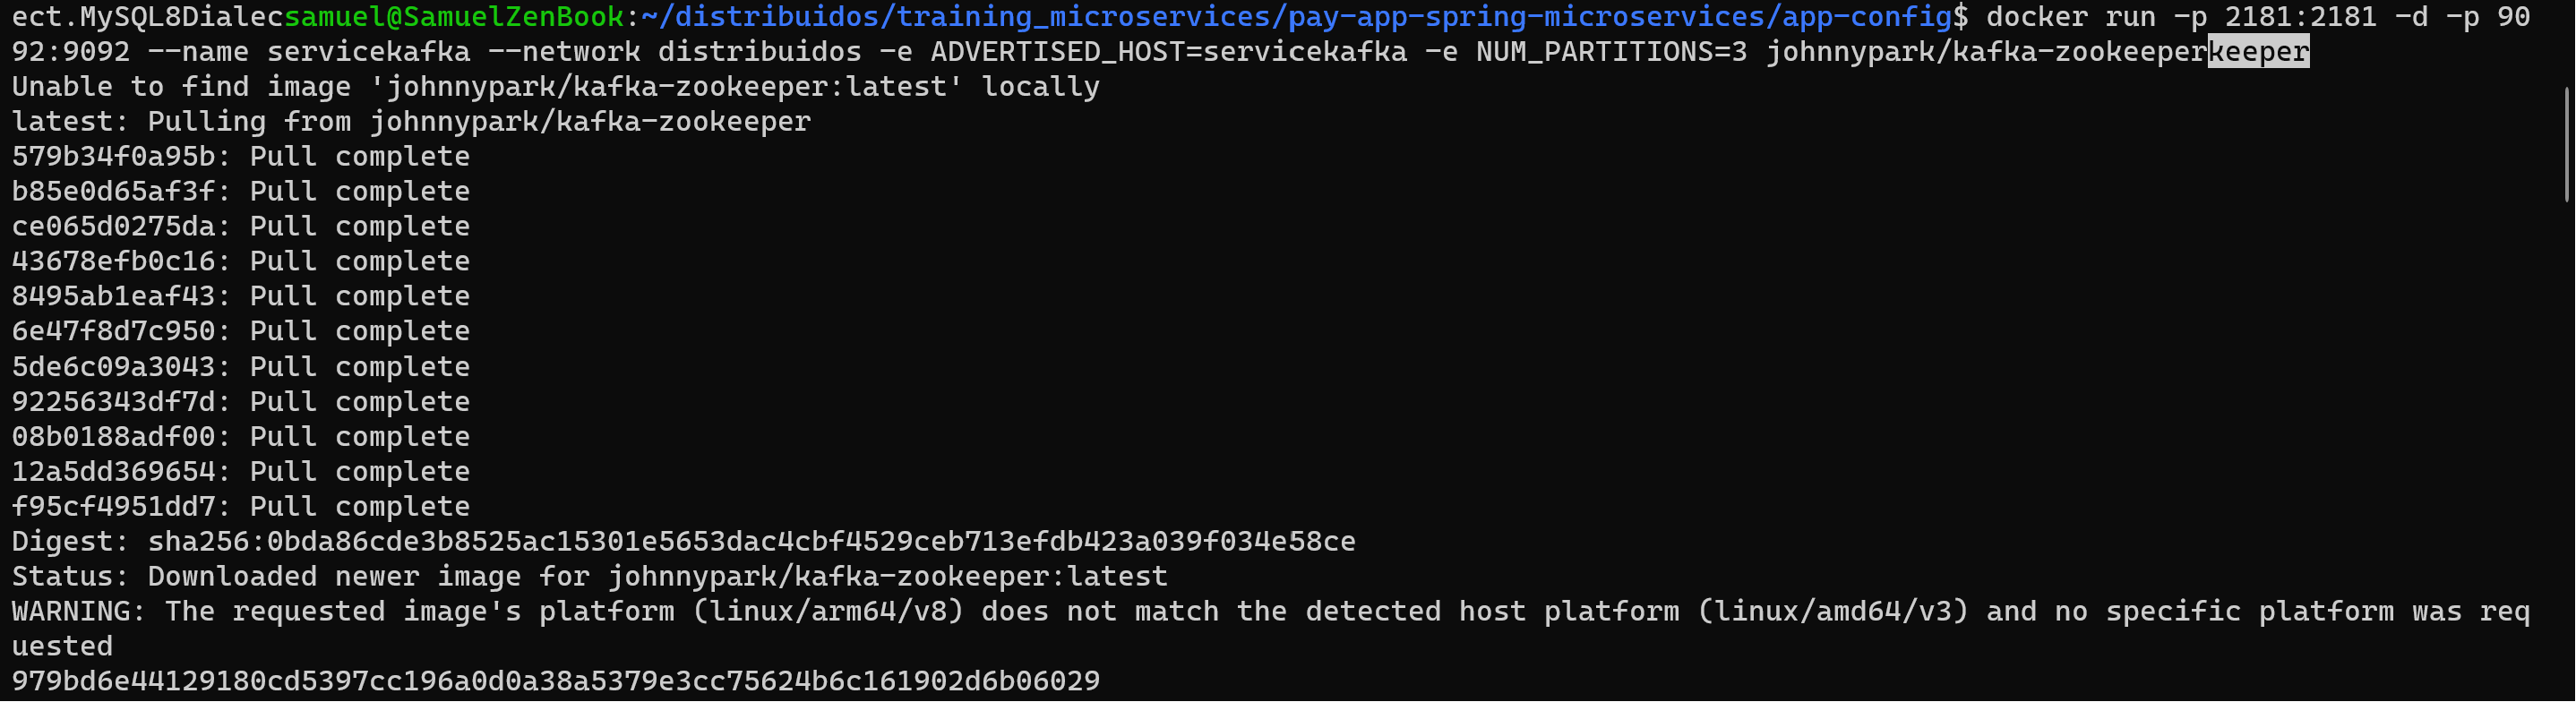 ect.MySQL8Dialecsamuel@SamuelZenBook:~/distribuidos/training_microservices/pay-app-spring-microservices/app-config$ docker run -p 2181:2181 -d -p 90
92:9092 --name servicekafka --network distribuidos -e ADVERTISED_HOST=servicekafka -e NUM_PARTITIONS=3 johnnypark/kafka-zookeeperkeeper
Unable to find image 'johnnypark/kafka-zookeeper:latest' locally
latest: Pulling from johnnypark/kafka-zookeeper
579b34f0a95b: Pull complete
b85e0d65af3f: Pull complete
ce065d0275da: Pull complete
43678efb0c16: Pull complete
8495ab1eaf43: Pull complete
6e47f8d7c950: Pull complete
5de6c09a3043: Pull complete
92256343df7d: Pull complete
08b0188adf00: Pull complete
12a5dd369654: Pull complete
f95cf4951dd7: Pull complete
Digest: sha256:0bda86cde3b8525ac15301e5653dac4cbf4529ceb713efdb423a039f034e58ce
Status: Downloaded newer image for johnnypark/kafka-zookeeper:latest
WARNING: The requested image's platform (linux/arm64/v8) does not match the detected host platform (linux/amd64/v3) and no specific platform was req
uested
979bd6e44129180cd5397cc196a0d0a38a5379e3cc75624b6c161902d6b06029